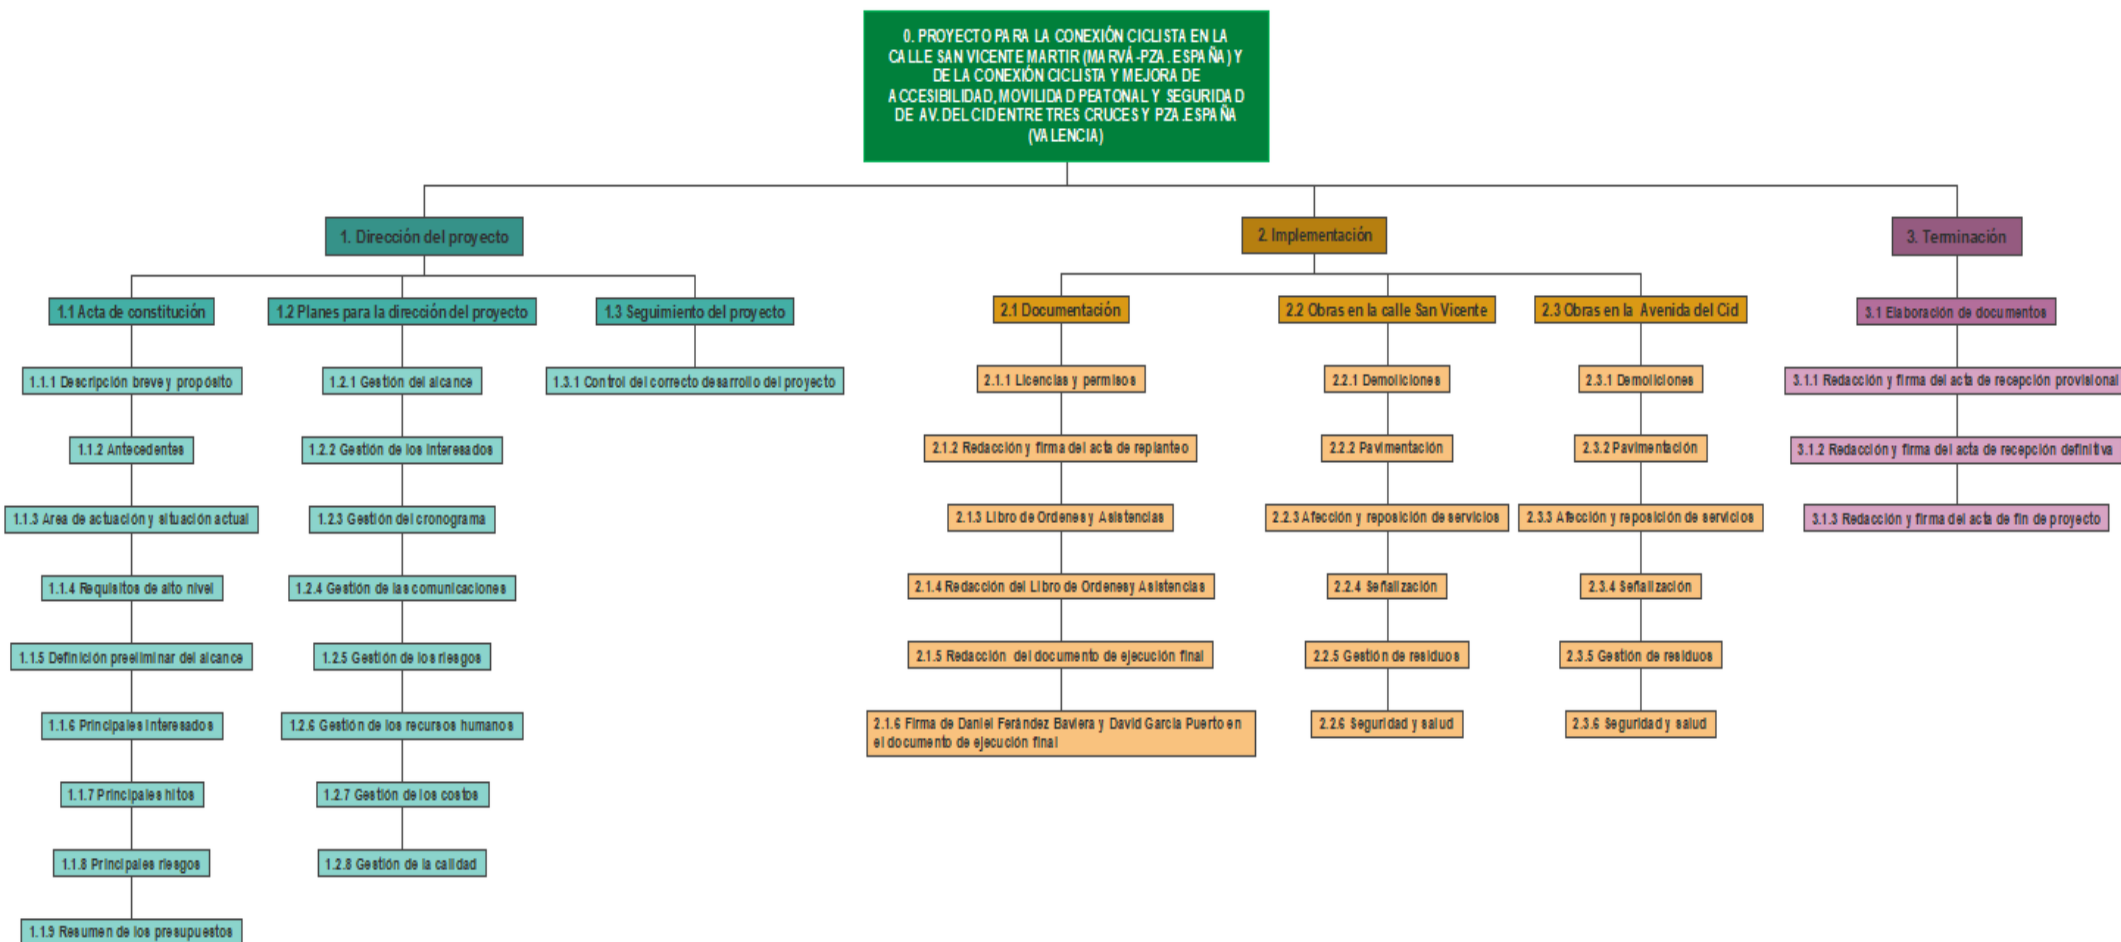 0. PROYECTO PARA LA CONEXIÓN CICLISTA EN LA
CALLE SAN VICENTE MARTIR (MARVÁ-PZA. ESPAÑA) Y
DE LA CONEXIÓN CICLISTA Y MEJORA DE
ACCESIBILIDAD, MOVILIDAD PEATONAL Y SEGURIDAD
DE AV. DEL CID ENTRE TRES CRUCES Y PZA.ESPAÑA
(VALENCIA)
1. Dirección del proyecto
1.1 Acta de constitución
1.1.1 Descripción breve y propósito
1.1.2 Antecedentes
1.1.3 Area de actuación y situación actual
1.1.4 Requisitos de alto nivel
1.1.5 Definición preeliminar del alcance
1.1.6 Principales interesados
1.1.7 Principales hitos
1.1.8 Principales riesgos
1.1.9 Resumen de los presupuestos
1.2 Planes para la dirección del proyecto
1.2.1 Gestión del alcance
1.2.2 Gestión de los interesados
1.2.3 Gestión del cronograma
1.2.4 Gestión de las comunicaciones
1.2.5 Gestión de los riesgos
1.2.6 Gestión de los recursos humanos
1.2.7 Gestión de los costos
1.2.8 Gestión de la calidad
1.3 Seguimiento del proyecto
1.3.1 Control del correcto desarrollo del proyecto
2. Implementación
2.1 Documentación
2.1.1 Licencias y permisos
2.1.2 Redacción y firma del acta de replanteo
2.1.3 Libro de Ordenes y Asistencias
2.1.4 Redacción del Libro de Ordenesy Asistencias
2.1.5 Redacción del documento de ejecución final
2.1.6 Firma de Daniel Ferández Baviera y David García Puerto en
el documento de ejecución final
2.2 Obras en la calle San Vicente
2.2.1 Demoliciones
2.2.2 Pavimentación
2.2.3 Afección y reposición de servicios
2.2.4 Señalización
2.2.5 Gestión de residuos
2.2.6 Seguridad y salud
2.3 Obras en la Avenida del Cid
2.3.1 Demoliciones
2.3.2 Pavimentación
2.3.3 Afección y reposición de servicios
2.3.4 Señalización
2.3.5 Gestión de residuos
2.3.6 Seguridad y salud
3. Terminación
3.1 Elaboración de documentos
3.1.1 Redacción y firma del acta de recepción provisional
3.1.2 Redacción y firma del acta de recepción definitiva
3.1.3 Redacción y firma del acta de fin de proyecto